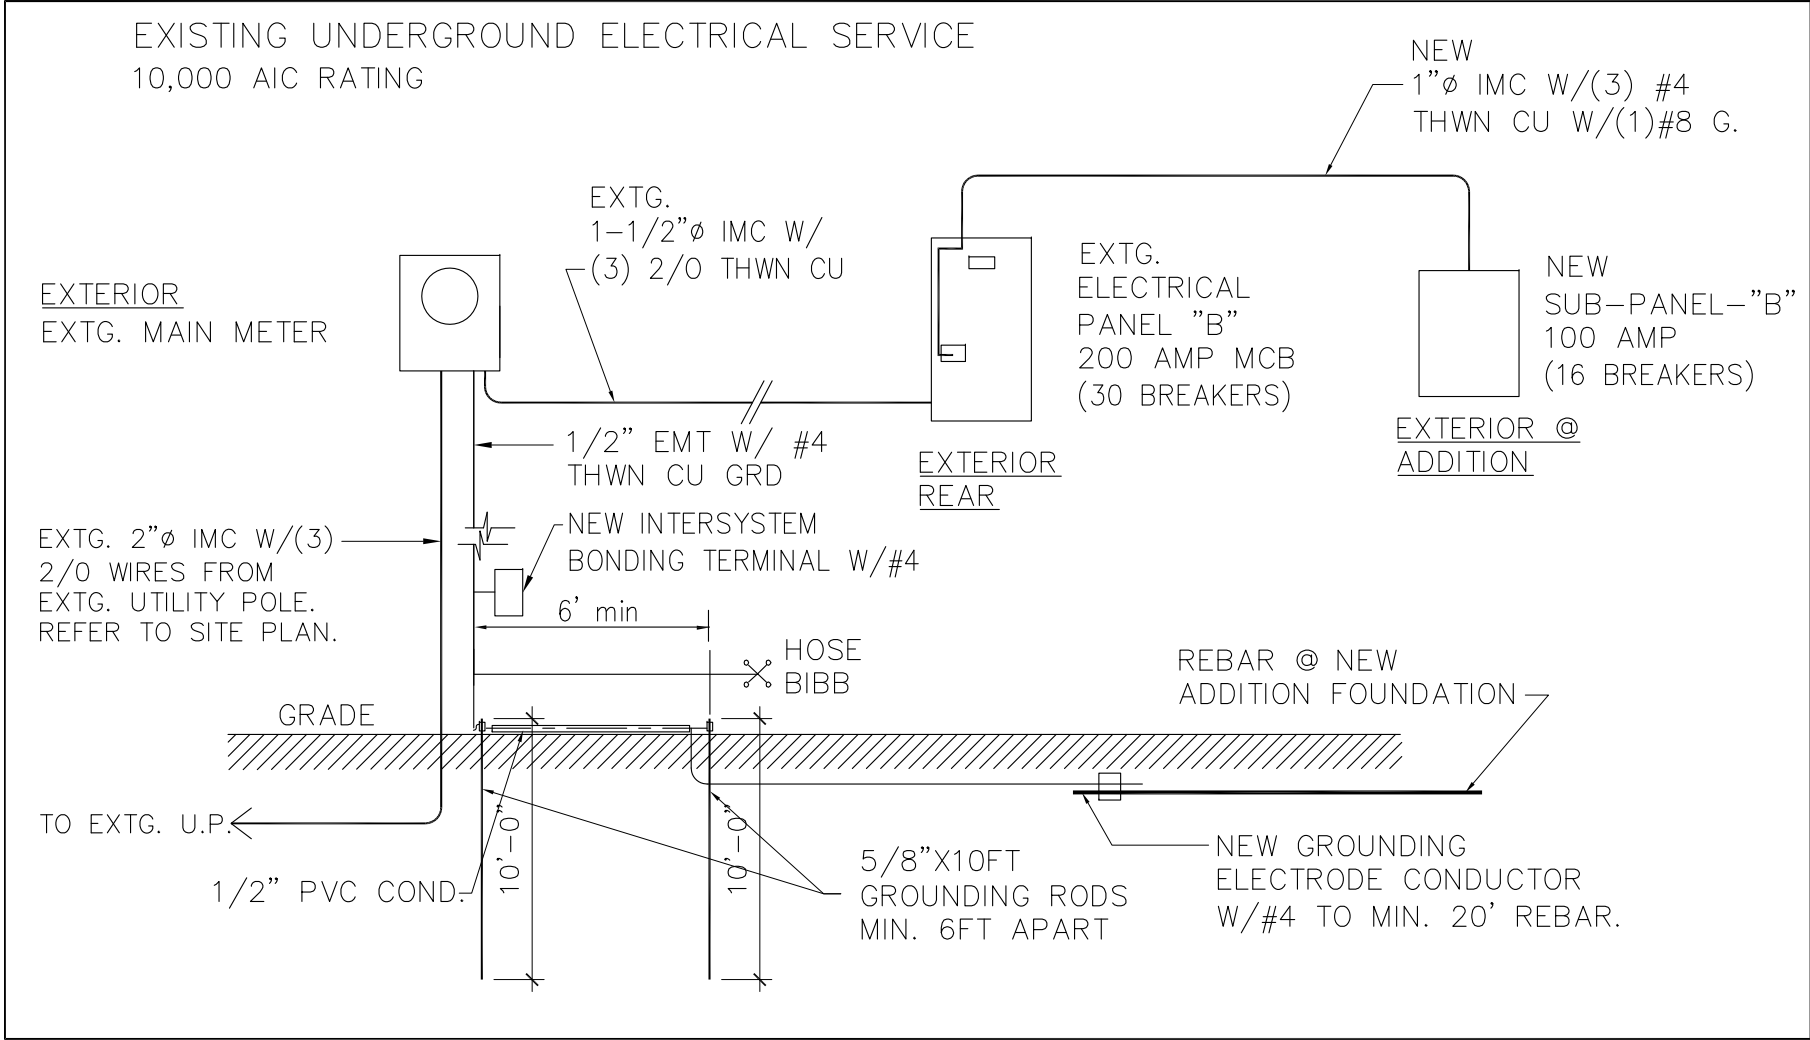 EXISTING UNDERGROUND ELECTRICAL SERVICE
10,000 AIC RATING
NEW
1"ø IMC W/(3) #4
THWN CU W/(1)#8 G.
EXTG.
1-1/2"ø IMC W/
(3) 2/0 THWN CU
EXTERIOR
EXTG. MAIN METER
EXTG.
ELECTRICAL
PANEL "B"
200 AMP MCB
(30 BREAKERS)
NEW
SUB-PANEL-"B"
100 AMP
(16 BREAKERS)
EXTERIOR @
ADDITION
EXTERIOR
REAR
1/2" EMT W/ #4
THWN CU GRD
NEW INTERSYSTEM
BONDING TERMINAL W/#4
EXTG. 2"ø IMC W/(3)
2/0 WIRES FROM
EXTG. UTILITY POLE.
REFER TO SITE PLAN.
6' min
HOSE
BIBB
REBAR @ NEW
ADDITION FOUNDATION
GRADE
TO EXTG. U.P.
10'-0"
10'-0"
1/2" PVC COND.
5/8"X10FT
GROUNDING RODS
MIN. 6FT APART
NEW GROUNDING
ELECTRODE CONDUCTOR
W/#4 TO MIN. 20' REBAR.